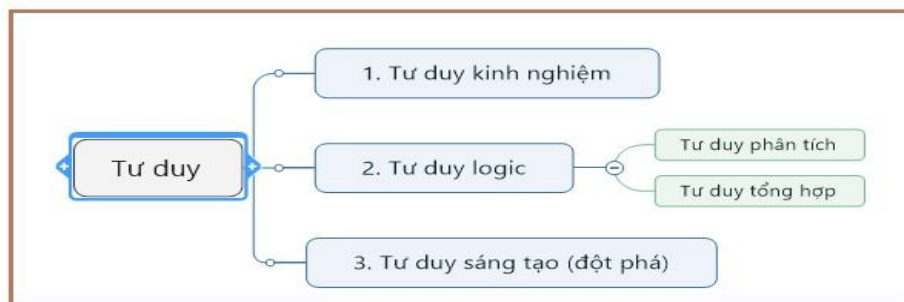 Tư duy
1. Tư duy kinh nghiệm
2. Tư duy logic
Tư duy phân tích
Tư duy tổng hợp
3. Tư duy sáng tạo (đột phá)